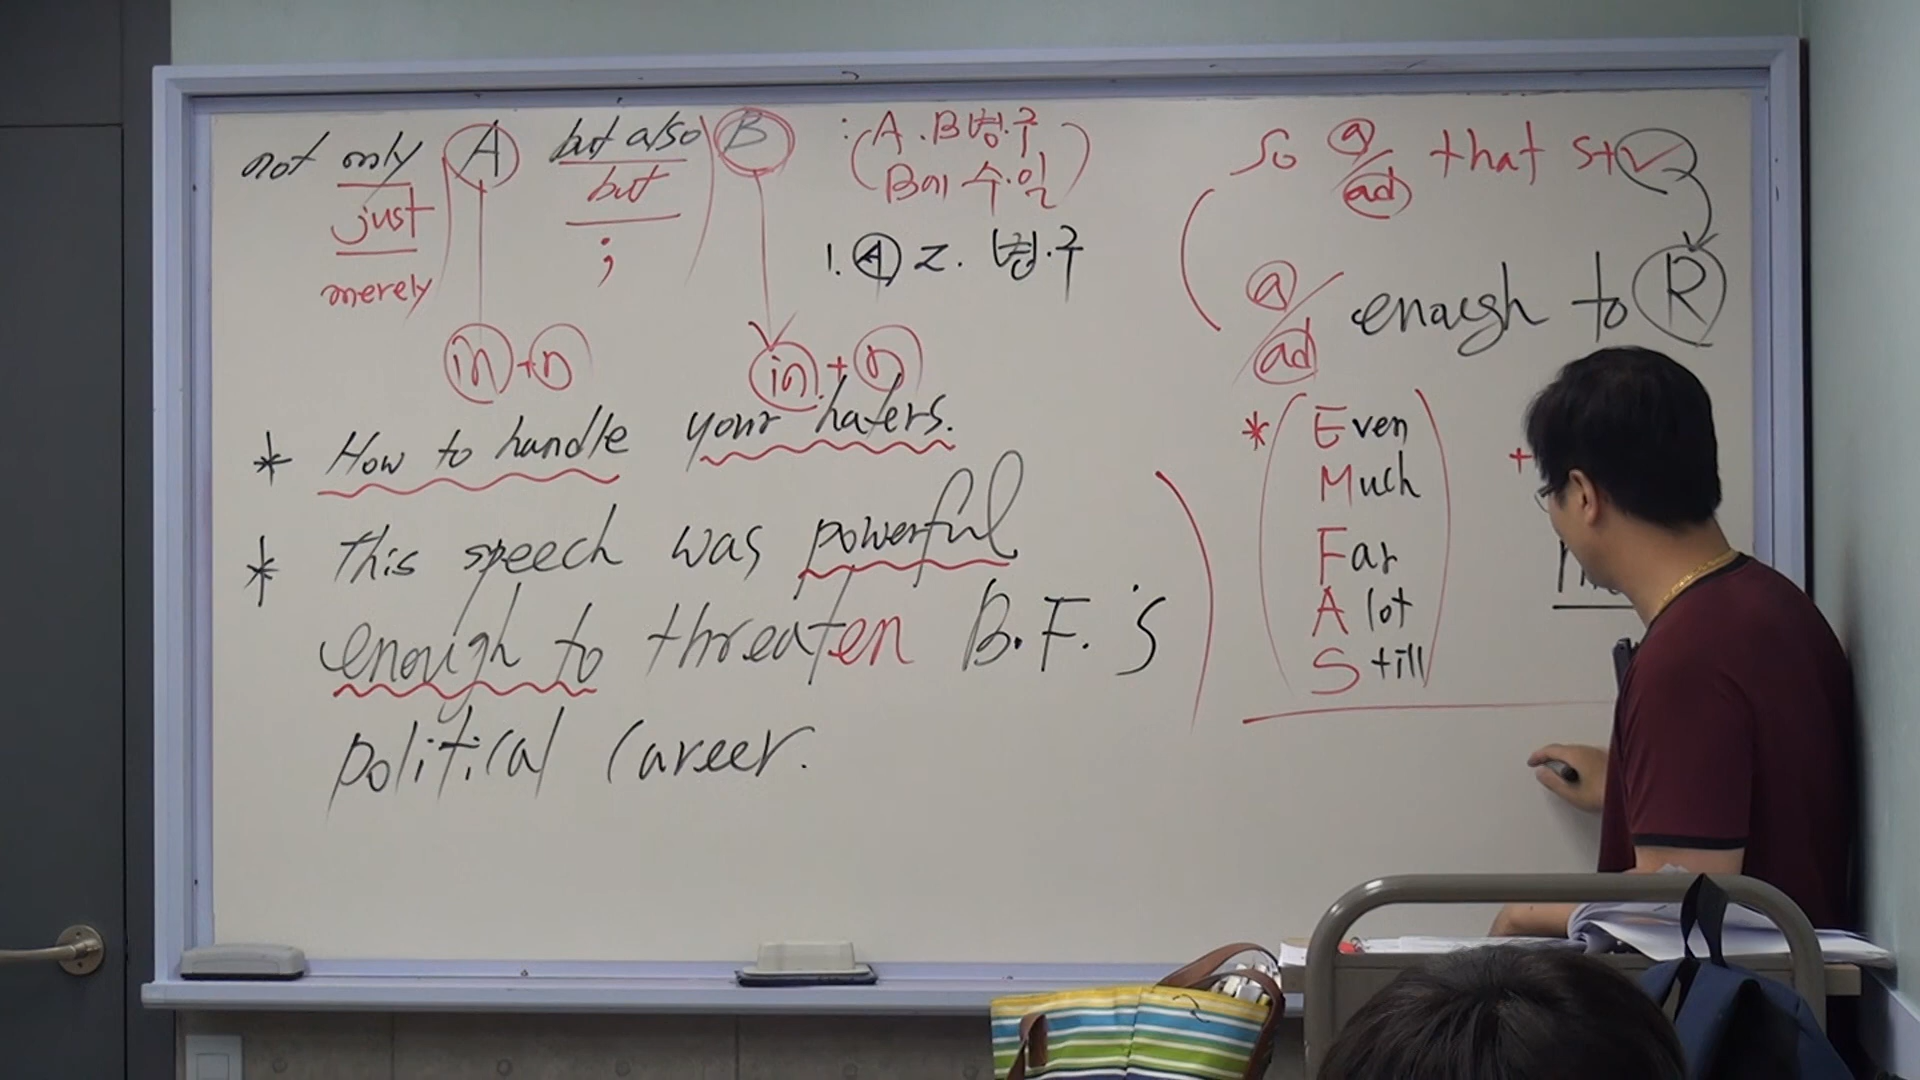 not only A but also B : (A.B병.구
just but B에 수.일)
merely ; 1. A 2. 병.구
in + n in + n
* How to handle your haters.
* This speech was powerful
enough to threaten B.F.'s
political career.
so a/ad that s+v
a/ad enough to R
* Even +
Much
Far
A lot
Still